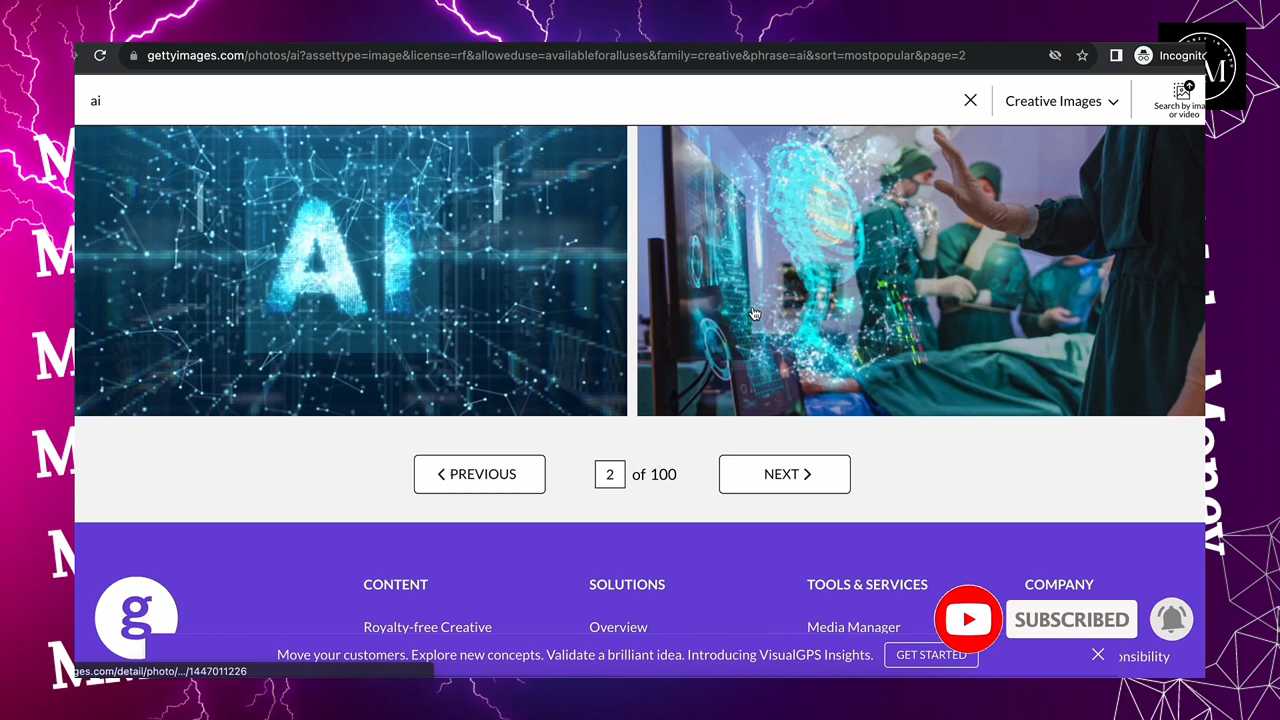 gettyimages.com/photos/ai?assettype=image&license=rf&alloweduse=availableforalluses&family=creative&phrase=ai&sort=mostpopular&page=2
Incognito
ai
Creative Images
Search by ima
or video
M
AI
PREVIOUS
2 of 100
NEXT
CONTENT
SOLUTIONS
TOOLS & SERVICES
COMPANY
g
Royalty-free Creative
Overview
Media Manager
SUBSCRIBED
Move your customers. Explore new concepts. Validate a brilliant idea. Introducing VisualGPS Insights.
GET STARTED
onsibility
ges.com/detail/photo/.../1447011226
M
M
M
M
M
M
Money